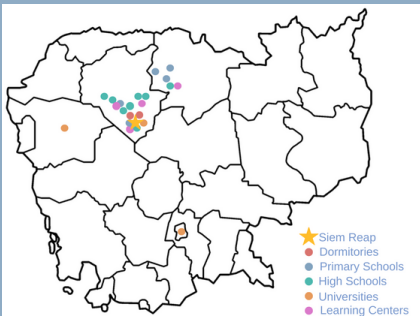 Siem Reap
Dormitories
Primary Schools
High Schools
Universities
Learning Centers